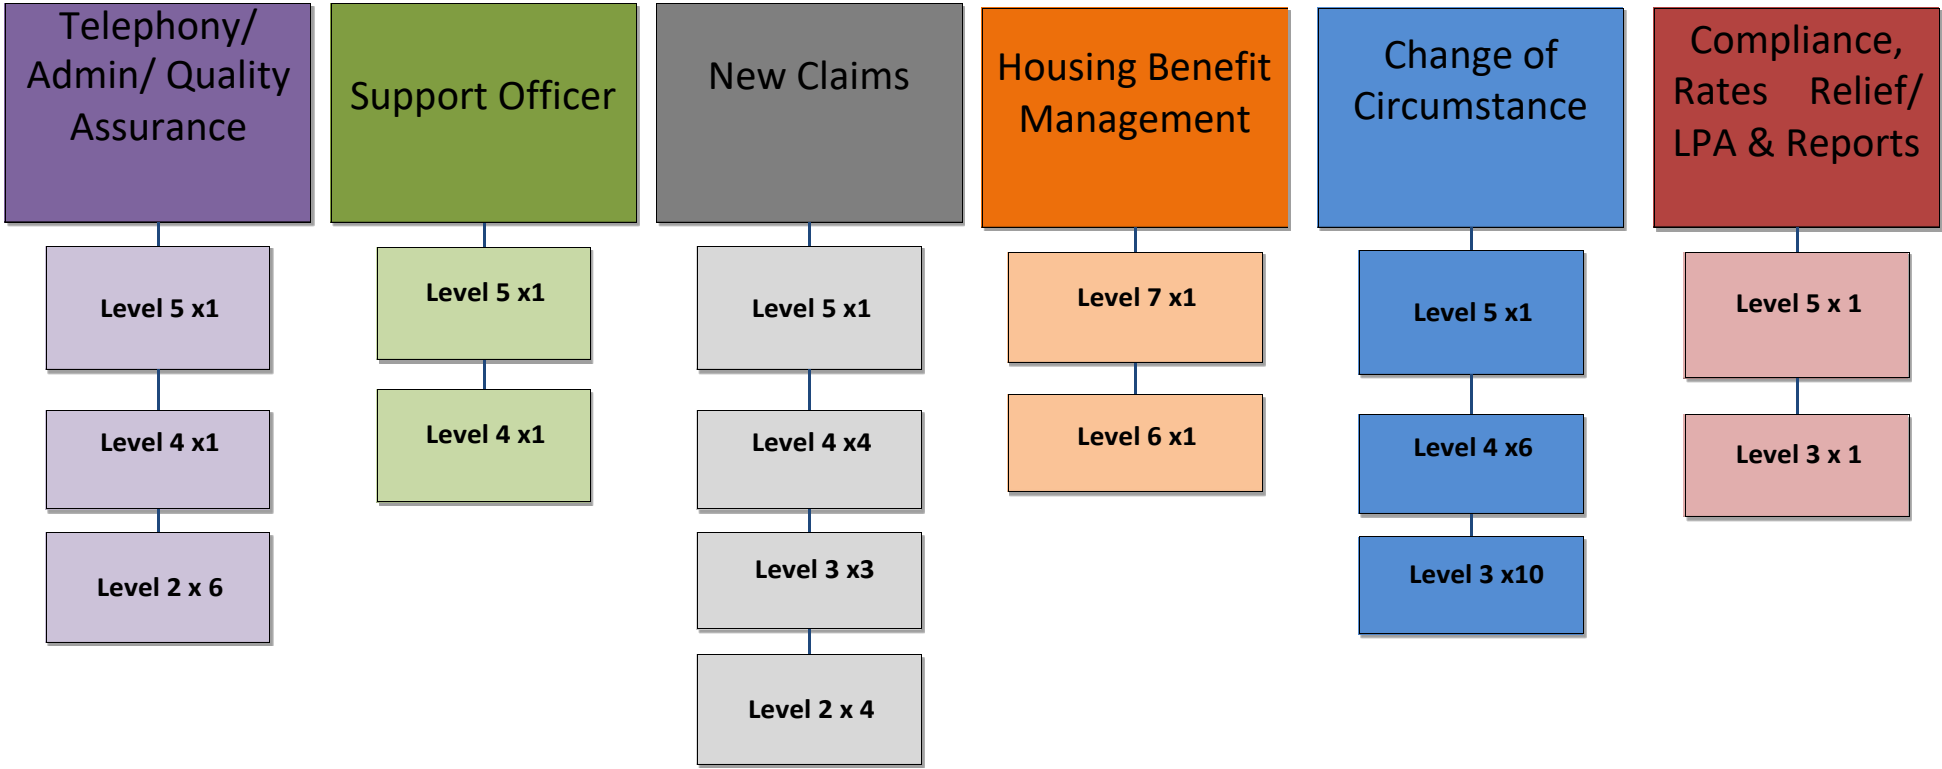 Telephony/
Admin/ Quality
Assurance
Level 5 x1
Level 4 x1
Level 2 x 6
Support Officer
Level 5 x1
Level 4 x1
New Claims
Level 5 x1
Level 4 x4
Level 3 x3
Level 2 x 4
Housing Benefit
Management
Level 7 x1
Level 6 x1
Change of
Circumstance
Level 5 x1
Level 4 x6
Level 3 x10
Compliance,
Rates Relief/
LPA & Reports
Level 5 x 1
Level 3 x 1